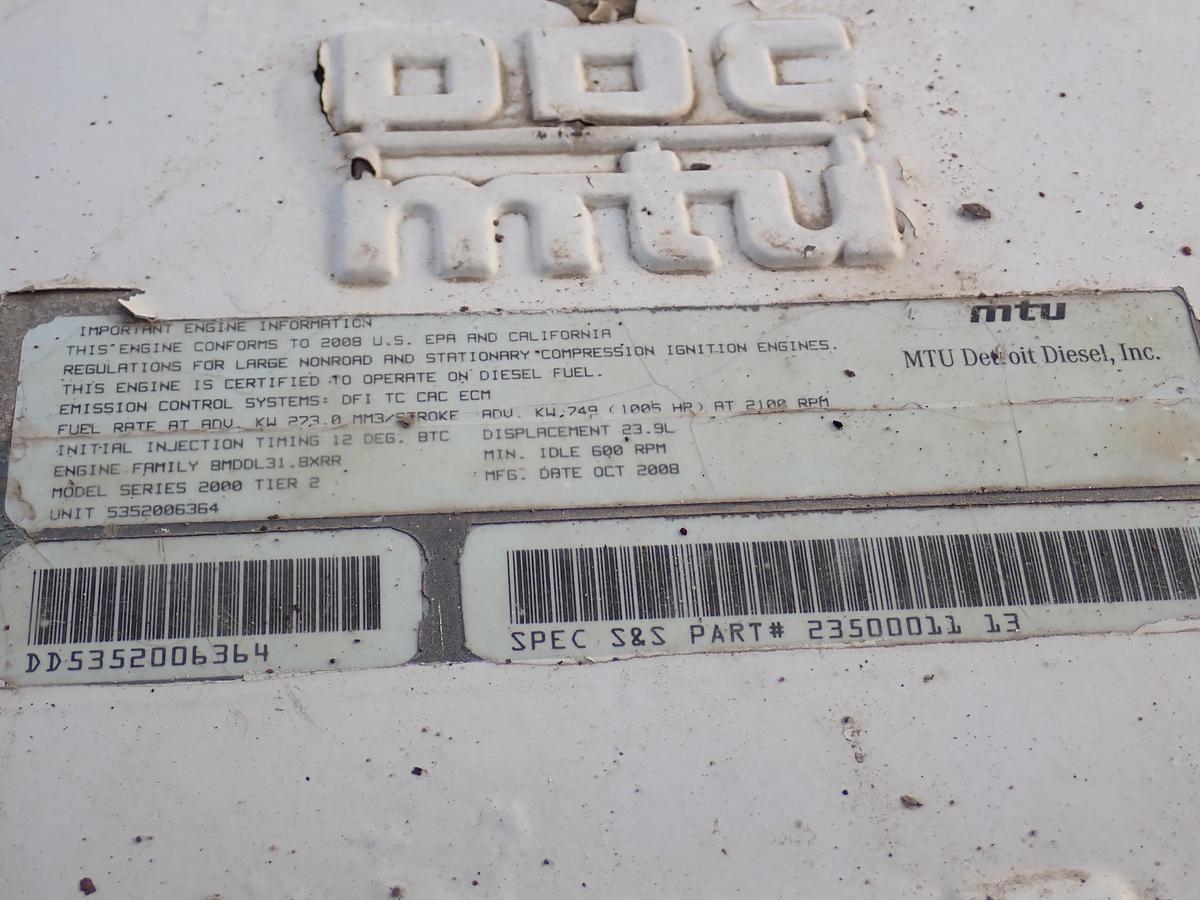 DDC
mtu
mtu
MTU Detroit Diesel, Inc.
IMPORTANT ENGINE INFORMATION
THIS ENGINE CONFORMS TO 2008 U.S. EPA AND CALIFORNIA
REGULATIONS FOR LARGE NONROAD AND STATIONARY COMPRESSION IGNITION ENGINES.
THIS ENGINE IS CERTIFIED TO OPERATE ON DIESEL FUEL.
EMISSION CONTROL SYSTEMS: DFI TC CAC ECM
FUEL RATE AT ADV. KW 273.0 MM3/STROKE ADV. KW 749 (1005 HR) AT 2100 RPM
INITIAL INJECTION TIMING 12 DEG. BTC DISPLACEMENT 23.9L
ENGINE FAMILY 8MDDL31.8XRR MIN. IDLE 600 RPM
MODEL SERIES 2000 TIER 2 MFG. DATE OCT 2008
UNIT 5352006364
DD5352006364
SPEC S&S PART# 23500011 13